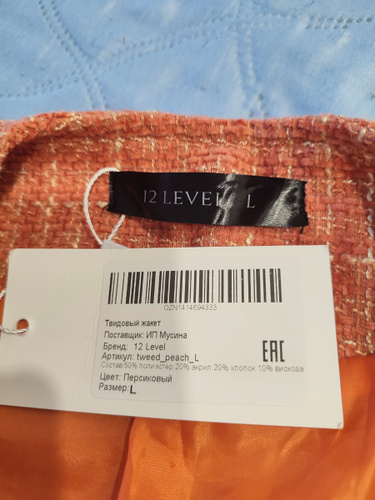 12 LEVEL L
OZN1414694333
Твидовый жакет
Поставщик: ИП Мусина
Бренд: 12 Level
Артикул: tweed_peach_L
Состав 50% полиэстер 20% акрил 20% хлопок 10% вискоза
Цвет: Персиковый
Размер: L
EAC